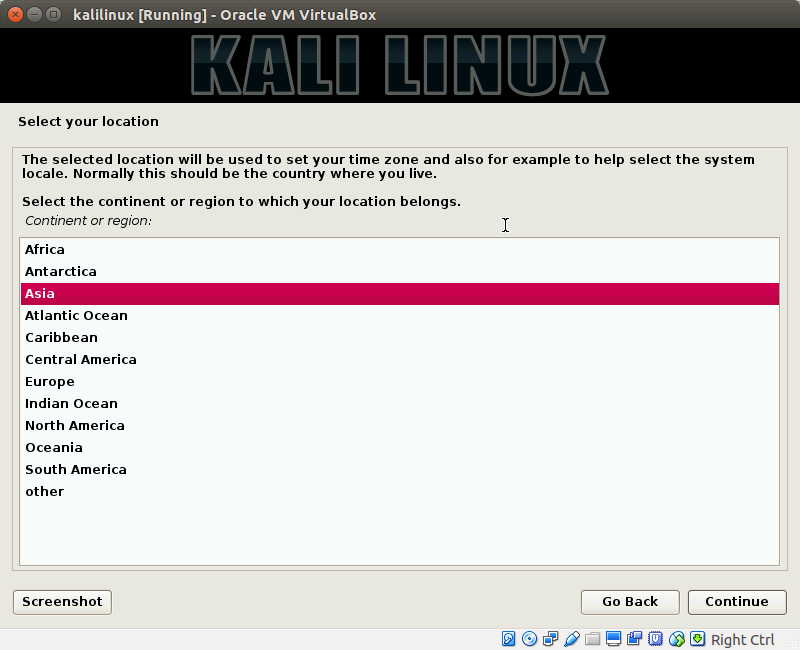 kalilinux [Running] - Oracle VM VirtualBox
KALI LINUX
Select your location
The selected location will be used to set your time zone and also for example to help select the system
locale. Normally this should be the country where you live.
Select the continent or region to which your location belongs.
Continent or region:
Africa
Antarctica
Asia
Atlantic Ocean
Caribbean
Central America
Europe
Indian Ocean
North America
Oceania
South America
other
Screenshot
Go Back
Continue
Right Ctrl